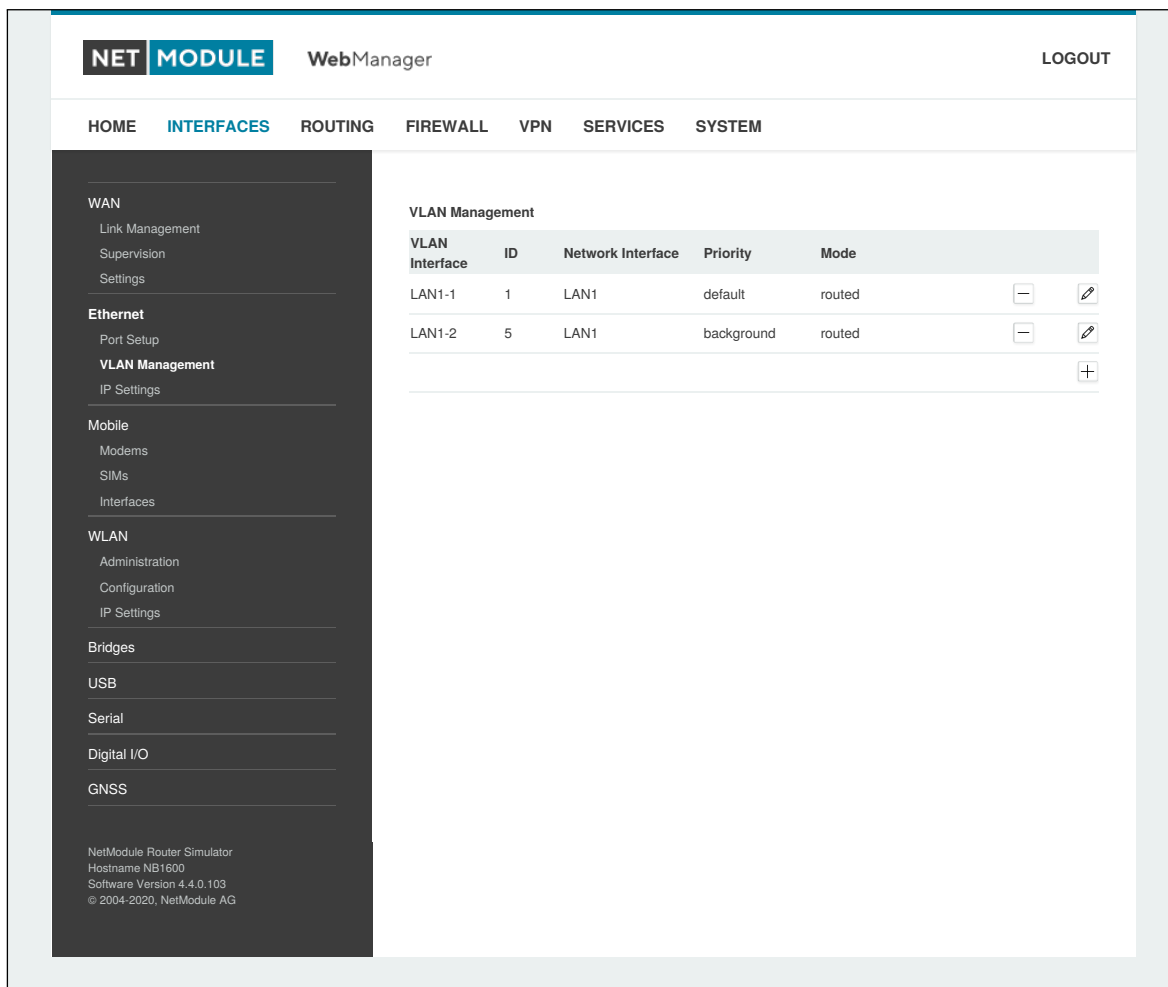 NET MODULE WebManager LOGOUT
HOME INTERFACES ROUTING FIREWALL VPN SERVICES SYSTEM
WAN
Link Management
Supervision
Settings
Ethernet
Port Setup
VLAN Management
IP Settings
Mobile
Modems
SIMs
Interfaces
WLAN
Administration
Configuration
IP Settings
Bridges
USB
Serial
Digital I/O
GNSS
NetModule Router Simulator
Hostname NB1600
Software Version 4.4.0.103
© 2004-2020, NetModule AG
VLAN Management
VLAN Interface ID Network Interface Priority Mode
LAN1-1 1 LAN1 default routed
LAN1-2 5 LAN1 background routed